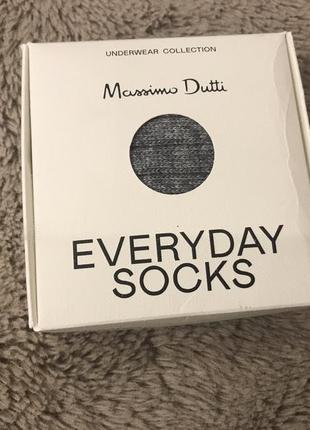 UNDERWEAR COLLECTION
Massimo Dutti
EVERYDAY
SOCKS